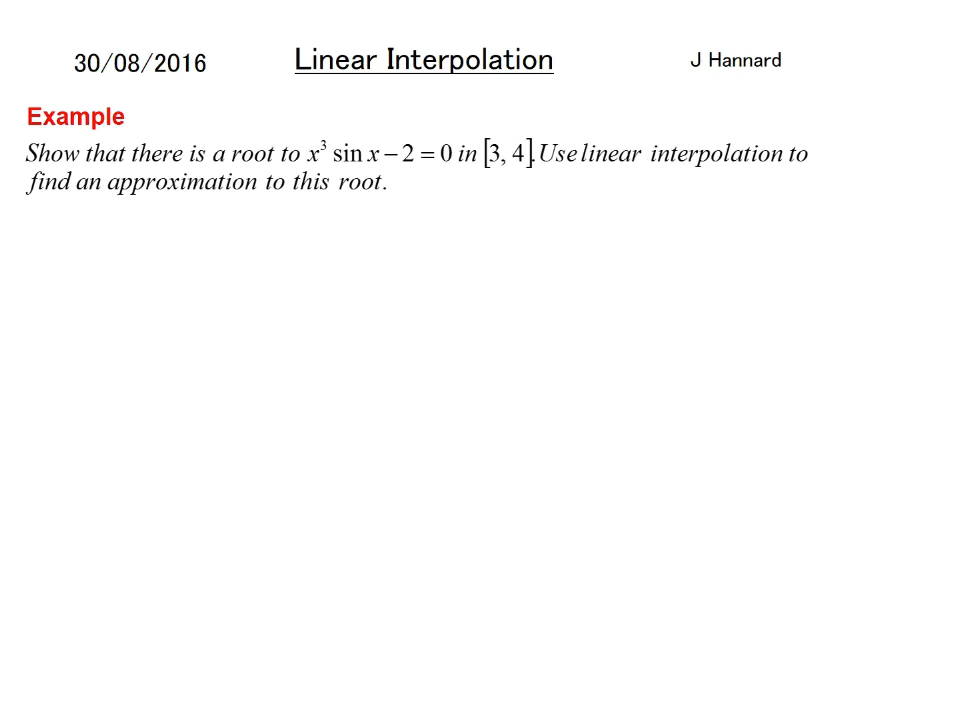 30/08/2016 Linear Interpolation J Hannard
Example
Show that there is a root to x³ sin x − 2 = 0 in [3, 4]. Use linear interpolation to
find an approximation to this root.